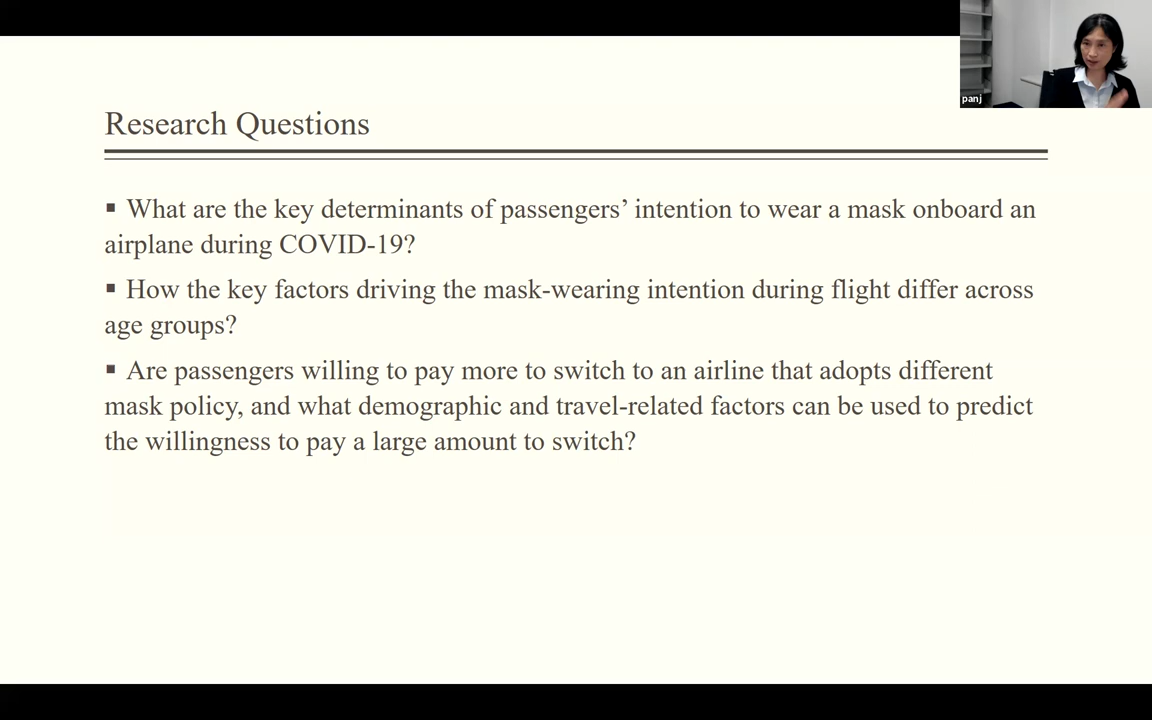 panj
Research Questions
▪ What are the key determinants of passengers’ intention to wear a mask onboard an
airplane during COVID-19?
▪ How the key factors driving the mask-wearing intention during flight differ across
age groups?
▪ Are passengers willing to pay more to switch to an airline that adopts different
mask policy, and what demographic and travel-related factors can be used to predict
the willingness to pay a large amount to switch?